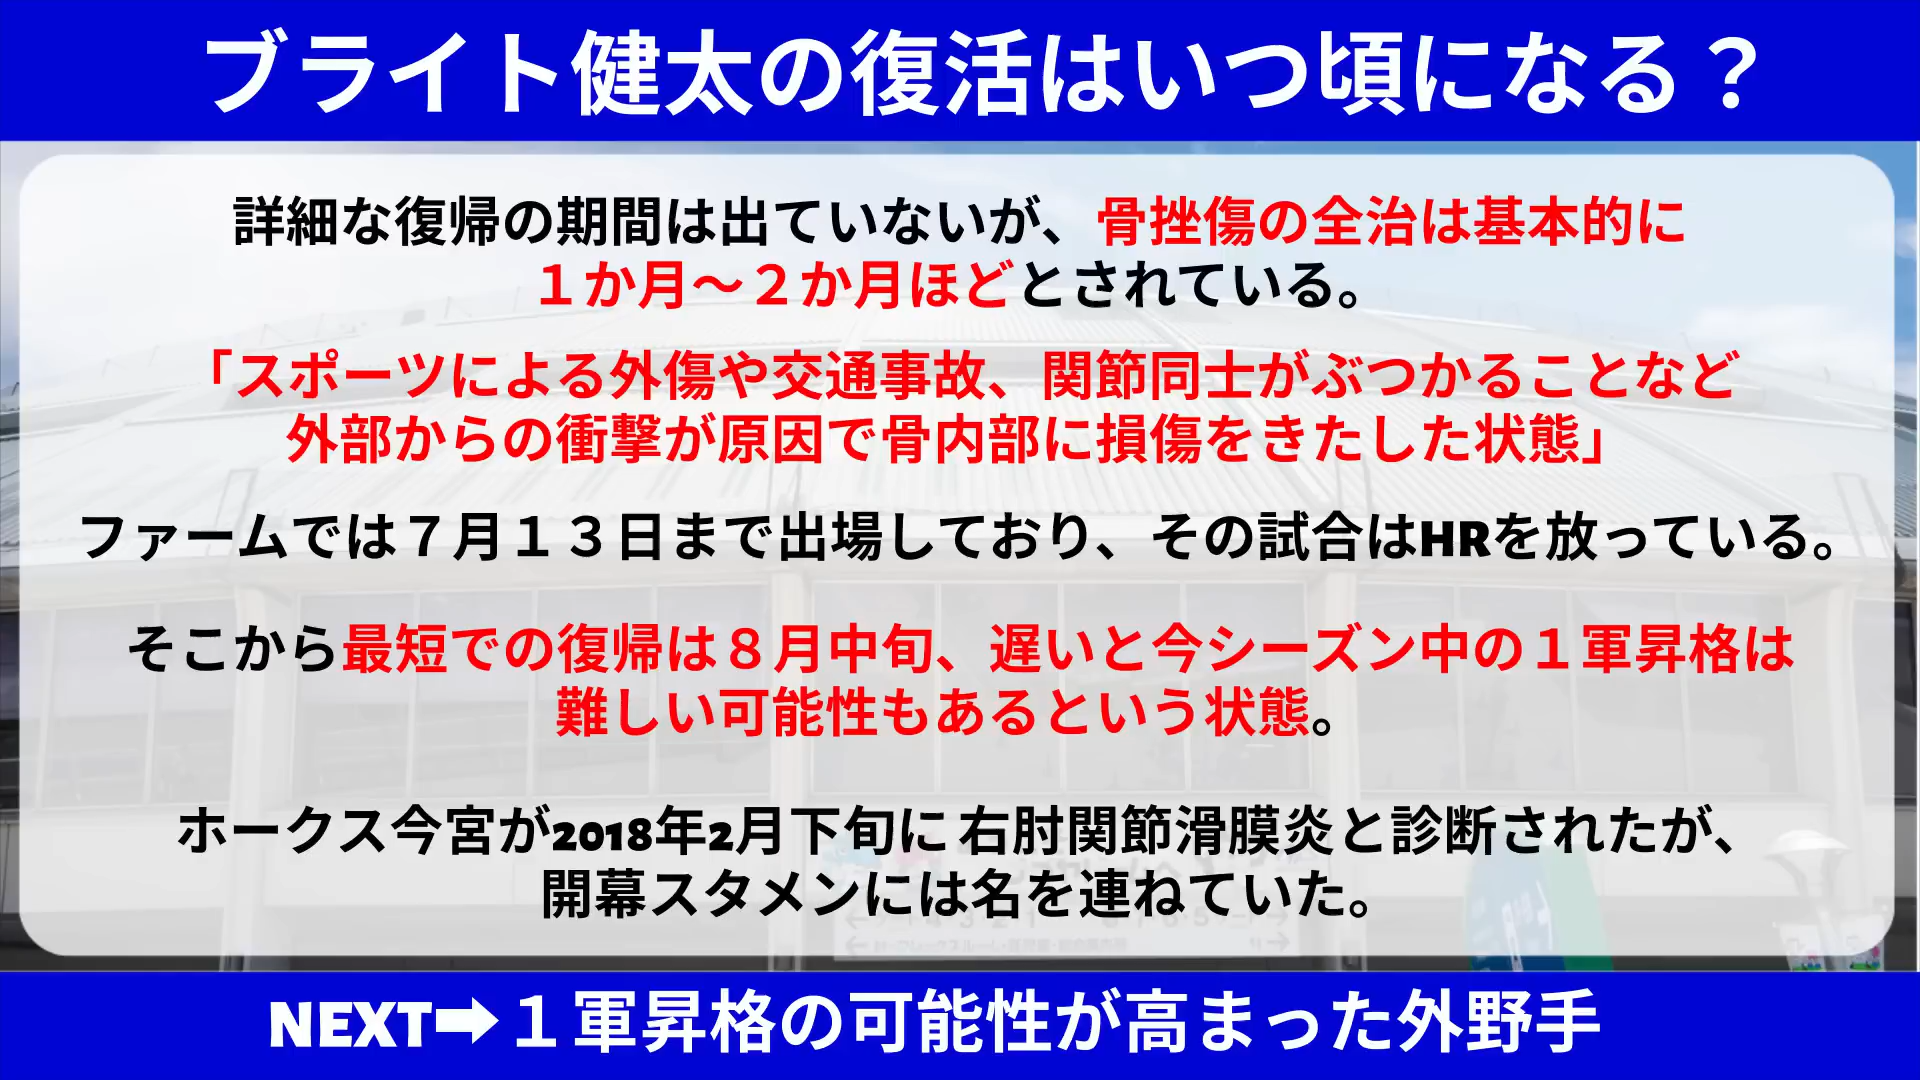 ブライト健太の復活はいつ頃になる？
詳細な復帰の期間は出ていないが、骨挫傷の全治は基本的に
１か月～２か月ほどとされている。
「スポーツによる外傷や交通事故、関節同士がぶつかることなど
外部からの衝撃が原因で骨内部に損傷をきたした状態」
ファームでは７月１３日まで出場しており、その試合はHRを放っている。
そこから最短での復帰は８月中旬、遅いと今シーズン中の１軍昇格は
難しい可能性もあるという状態。
ホークス今宮が2018年2月下旬に 右肘関節滑膜炎と診断されたが、
開幕スタメンには名を連ねていた。
NEXT➡１軍昇格の可能性が高まった外野手